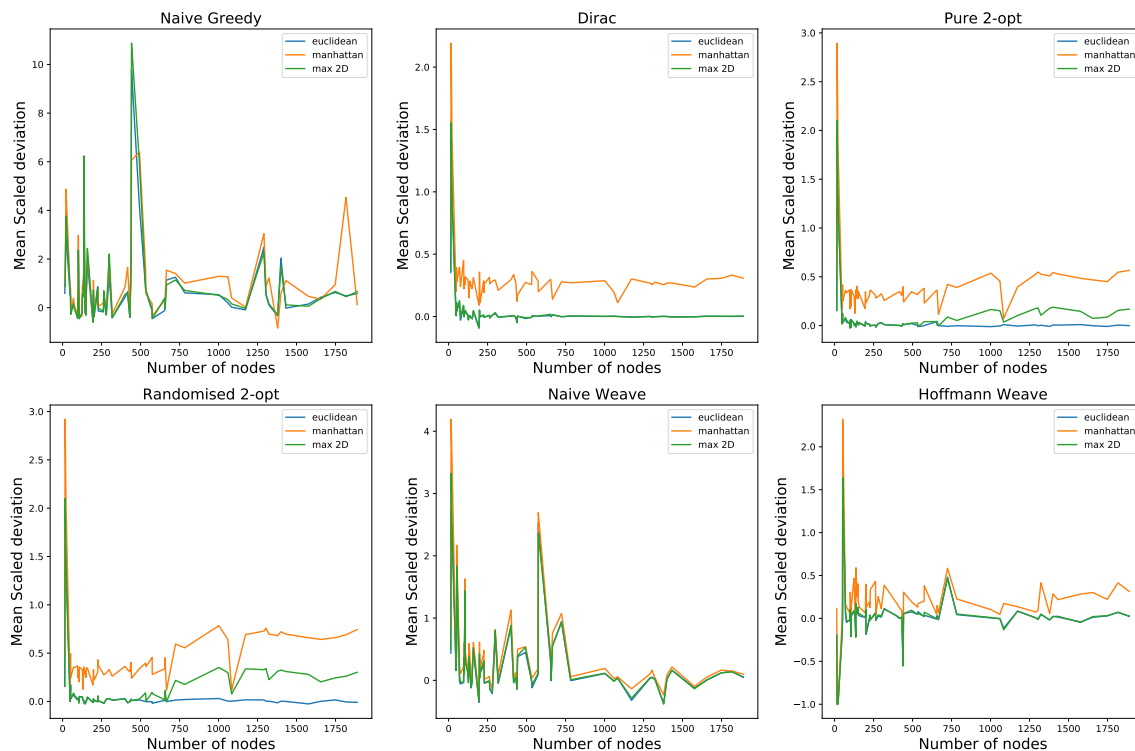 Naive Greedy
Mean Scaled deviation
10
8
6
4
2
0
0 250 500 750 1000 1250 1500 1750
Number of nodes
euclidean
manhattan
max 2D
Dirac
Mean Scaled deviation
2.0
1.5
1.0
0.5
0.0
0 250 500 750 1000 1250 1500 1750
Number of nodes
euclidean
manhattan
max 2D
Pure 2-opt
Mean Scaled deviation
3.0
2.5
2.0
1.5
1.0
0.5
0.0
0 250 500 750 1000 1250 1500 1750
Number of nodes
euclidean
manhattan
max 2D
Randomised 2-opt
Mean Scaled deviation
3.0
2.5
2.0
1.5
1.0
0.5
0.0
0 250 500 750 1000 1250 1500 1750
Number of nodes
euclidean
manhattan
max 2D
Naive Weave
Mean Scaled deviation
4
3
2
1
0
0 250 500 750 1000 1250 1500 1750
Number of nodes
euclidean
manhattan
max 2D
Hoffmann Weave
Mean Scaled deviation
2.0
1.5
1.0
0.5
0.0
−0.5
−1.0
0 250 500 750 1000 1250 1500 1750
Number of nodes
euclidean
manhattan
max 2D